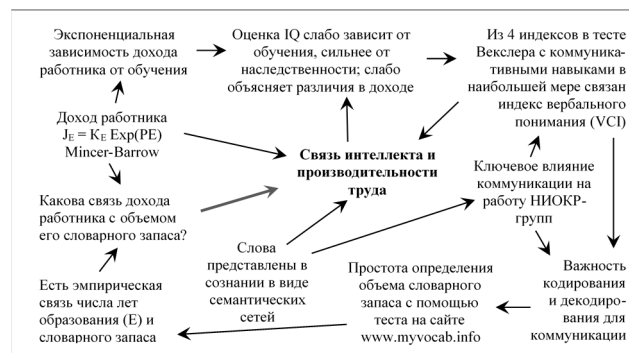 Экспоненциальная
зависимость дохода
работника от обучения
Оценка IQ слабо зависит от
обучения, сильнее от
наследственности; слабо
объясняет различия в доходе
Из 4 индексов в тесте
Векслера с коммуника-
тивными навыками в
наибольшей мере связан
индекс вербального
понимания (VCI)
Доход работника
JE = KE Exp(PE)
Mincer-Barrow
Связь интеллекта и
производительности
труда
Ключевое влияние
коммуникации на
работу НИОКР-
групп
Какова связь дохода
работника с объемом
его словарного запаса?
Слова
представлены в
сознании в виде
семантических
сетей
Простота определения
объема словарного
запаса с помощью
теста на сайте
www.myvocab.info
Важность
кодирования
и декодиро-
вания для
коммуникации
Есть эмпирическая
связь числа лет
образования (E) и
словарного запаса